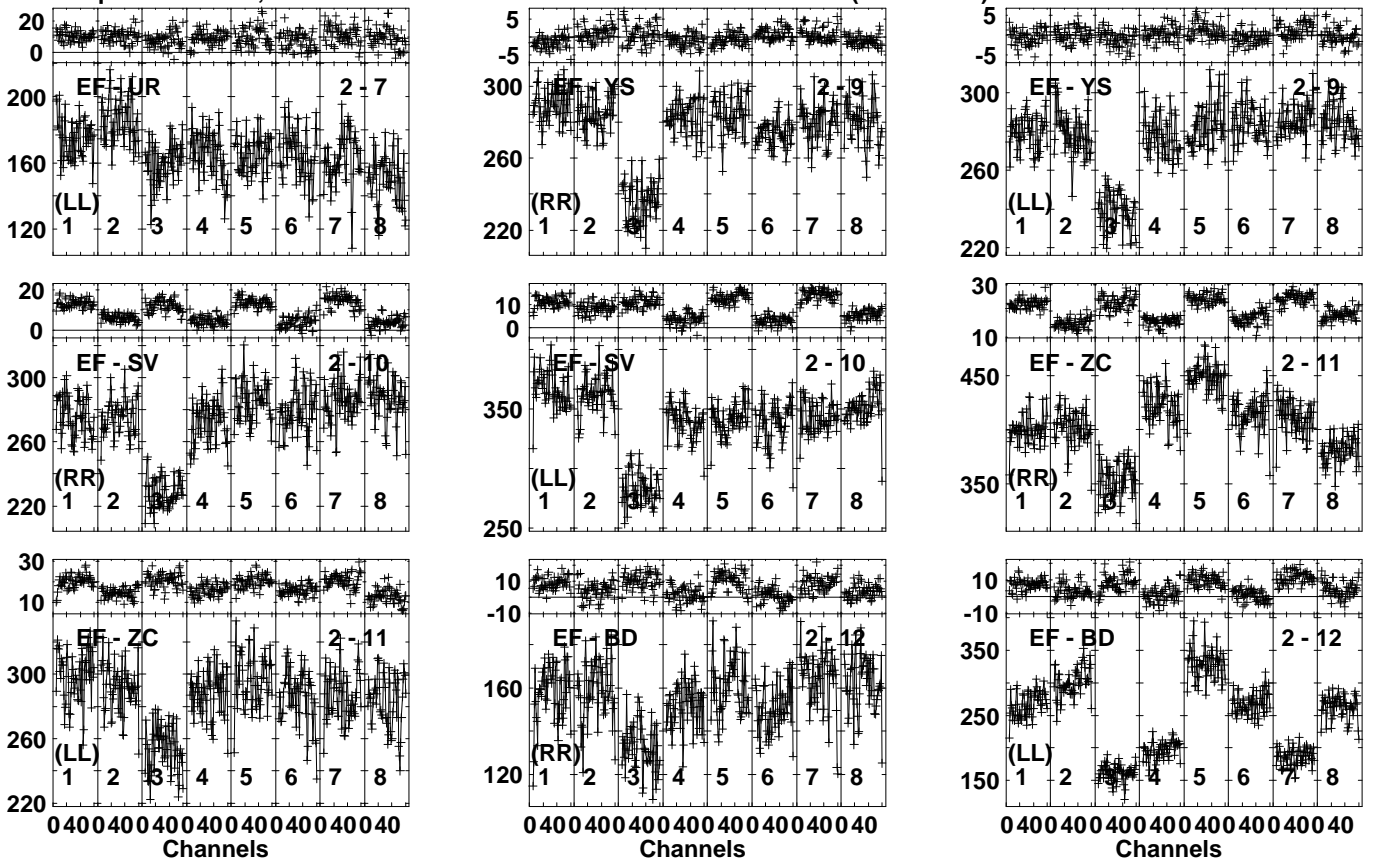 20
0
EF - UR 2 - 7
200
160
(LL)
120
1 2 3 4 5 6 7 8
5
-5
300
EF - YS 2 - 9
260
(RR)
220
1 2 3 4 5 6 7 8
5
-5
300
EF - YS 2 - 9
260
(LL)
220
1 2 3 4 5 6 7 8
20
0
EF - SV 2 - 10
300
260
(RR)
220
1 2 3 4 5 6 7 8
10
0
EF - SV 2 - 10
350
(LL)
250
1 2 3 4 5 6 7 8
30
10
EF - ZC 2 - 11
450
350
(RR)
1 2 3 4 5 6 7 8
30
10
EF - ZC 2 - 11
300
260
(LL)
220
1 2 3 4 5 6 7 8
0 40 0 40 0 40 0 40 0 40 0 40 0 40 0 40
Channels
10
-10
EF - BD 2 - 12
160
(RR)
120
1 2 3 4 5 6 7 8
0 40 0 40 0 40 0 40 0 40 0 40 0 40 0 40
Channels
10
-10
EF - BD 2 - 12
350
250
(LL)
150
1 2 3 4 5 6 7 8
0 40 0 40 0 40 0 40 0 40 0 40 0 40 0 40
Channels